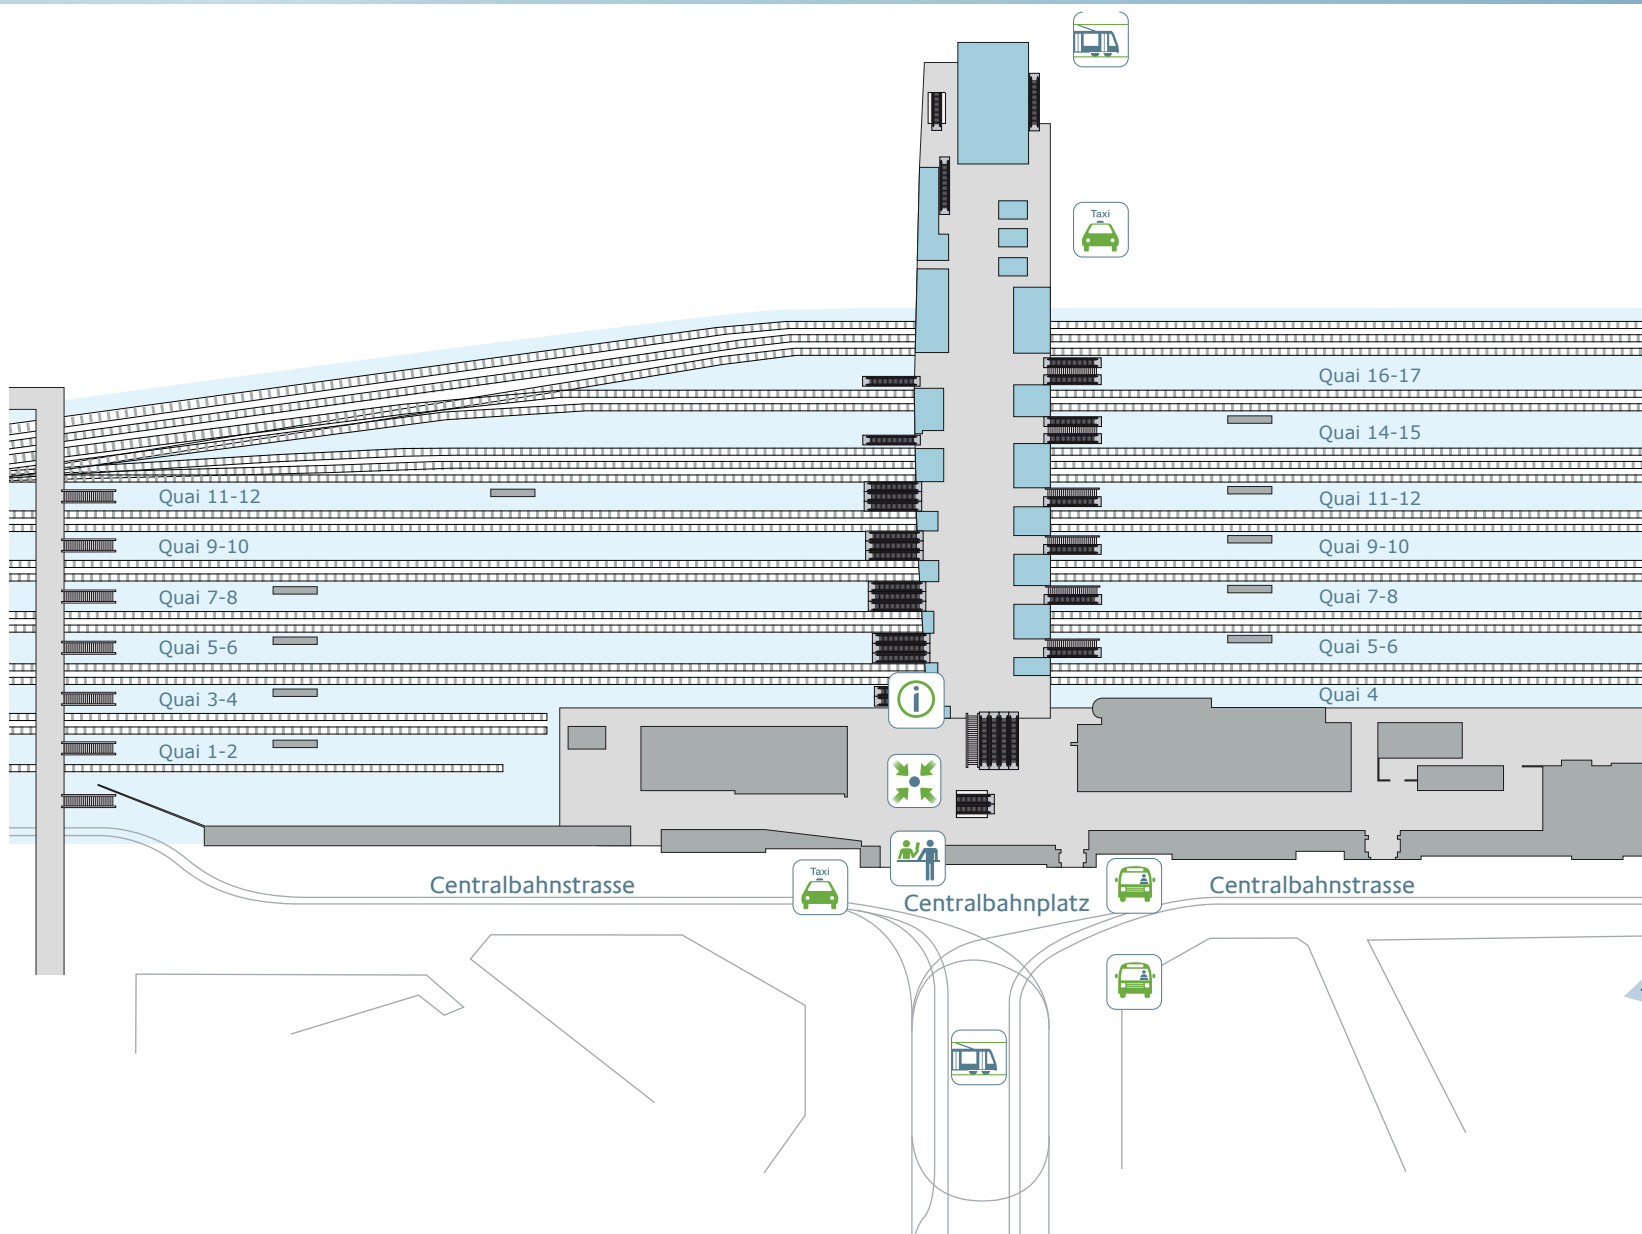 Taxi
Quai 16-17
Quai 14-15
Quai 11-12
Quai 11-12
Quai 9-10
Quai 9-10
Quai 7-8
Quai 7-8
Quai 5-6
Quai 5-6
Quai 3-4
Quai 4
i
Quai 1-2
Taxi
Centralbahnstrasse
Centralbahnplatz
Centralbahnstrasse